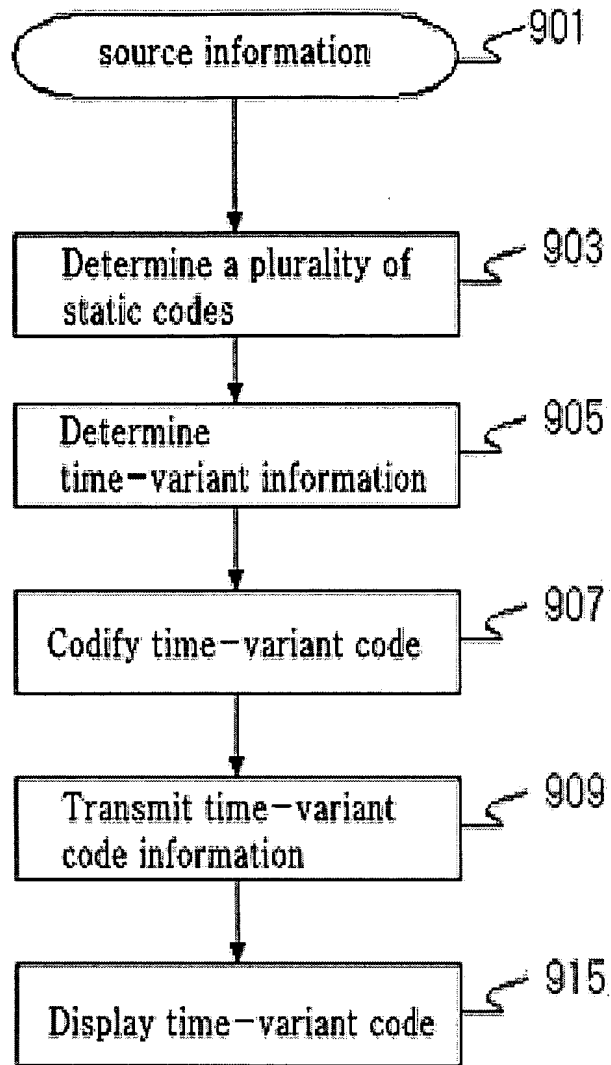 source information
901
Determine a plurality of
static codes
903
Determine
time-variant information
905
Codify time-variant code
907
Transmit time-variant
code information
909
Display time-variant code
915